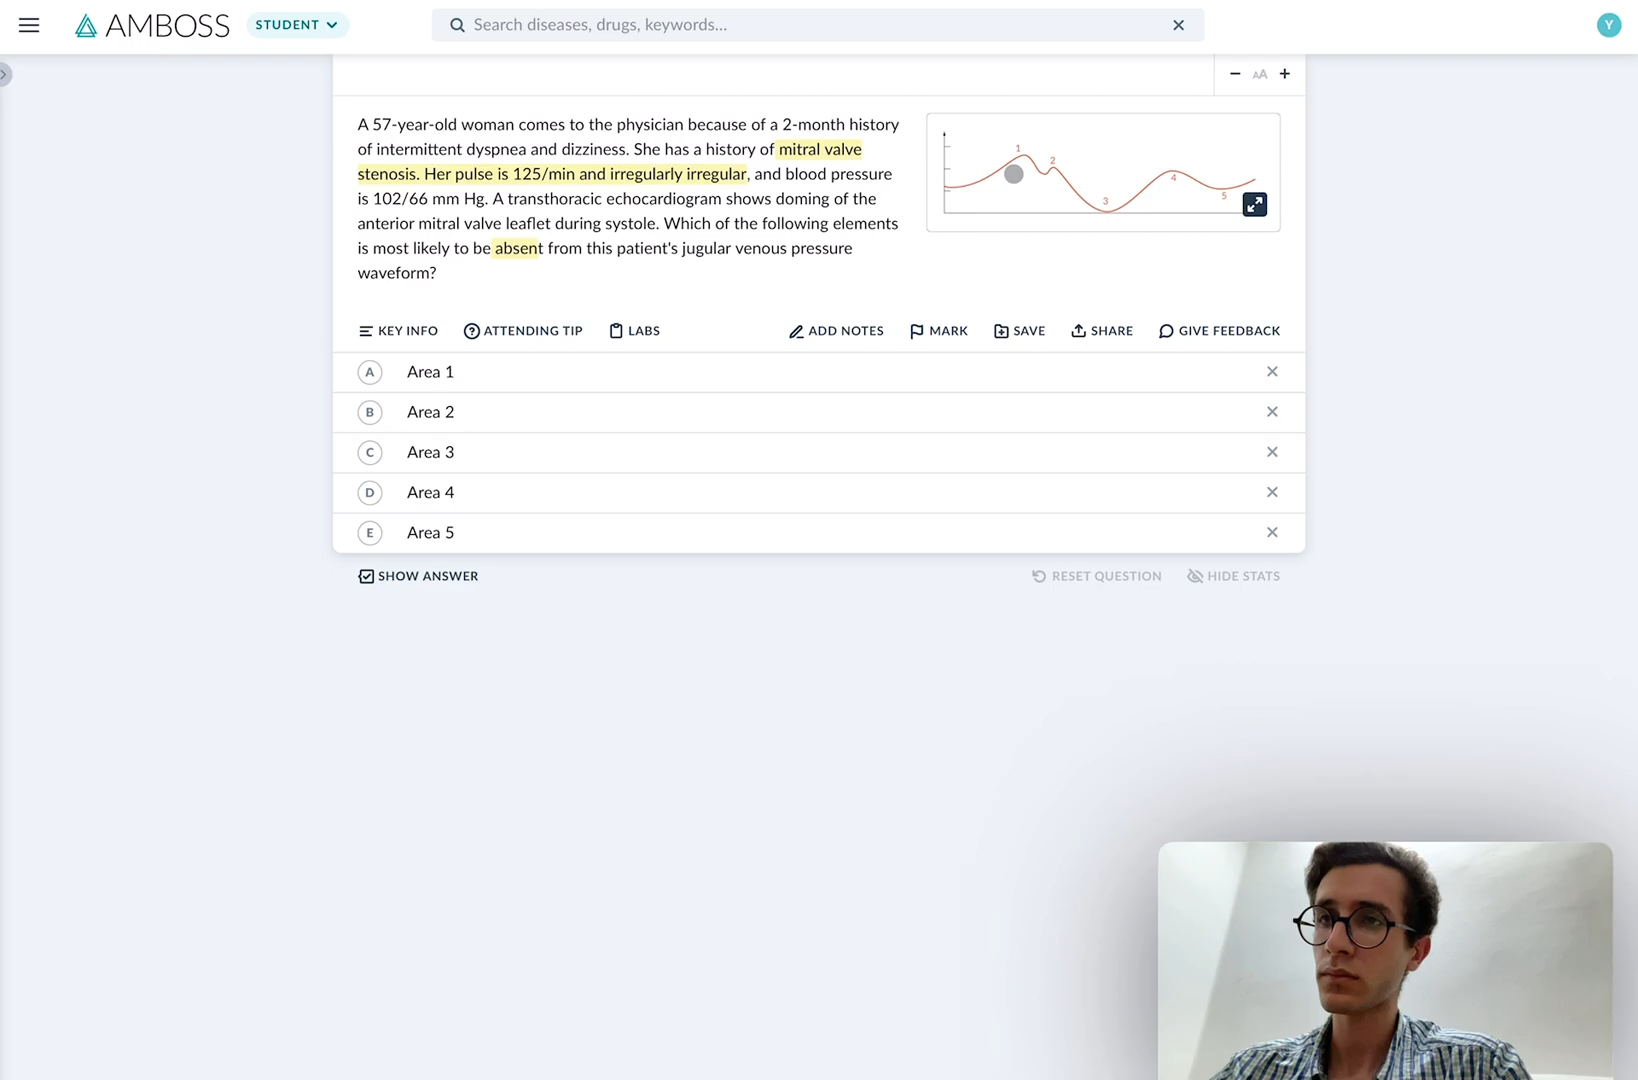 AMBOSS STUDENT Search diseases, drugs, keywords... Y
− AA +
A 57-year-old woman comes to the physician because of a 2-month history
of intermittent dyspnea and dizziness. She has a history of mitral valve
stenosis. Her pulse is 125/min and irregularly irregular, and blood pressure
is 102/66 mm Hg. A transthoracic echocardiogram shows doming of the
anterior mitral valve leaflet during systole. Which of the following elements
is most likely to be absent from this patient's jugular venous pressure
waveform?
1
2
3
4
5
KEY INFO ATTENDING TIP LABS ADD NOTES MARK SAVE SHARE GIVE FEEDBACK
A Area 1
B Area 2
C Area 3
D Area 4
E Area 5
SHOW ANSWER RESET QUESTION HIDE STATS